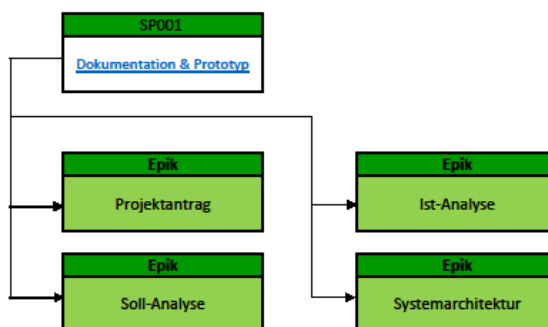 SP001
Dokumentation & Prototyp
Epik
Projektantrag
Epik
Ist-Analyse
Epik
Soll-Analyse
Epik
Systemarchitektur